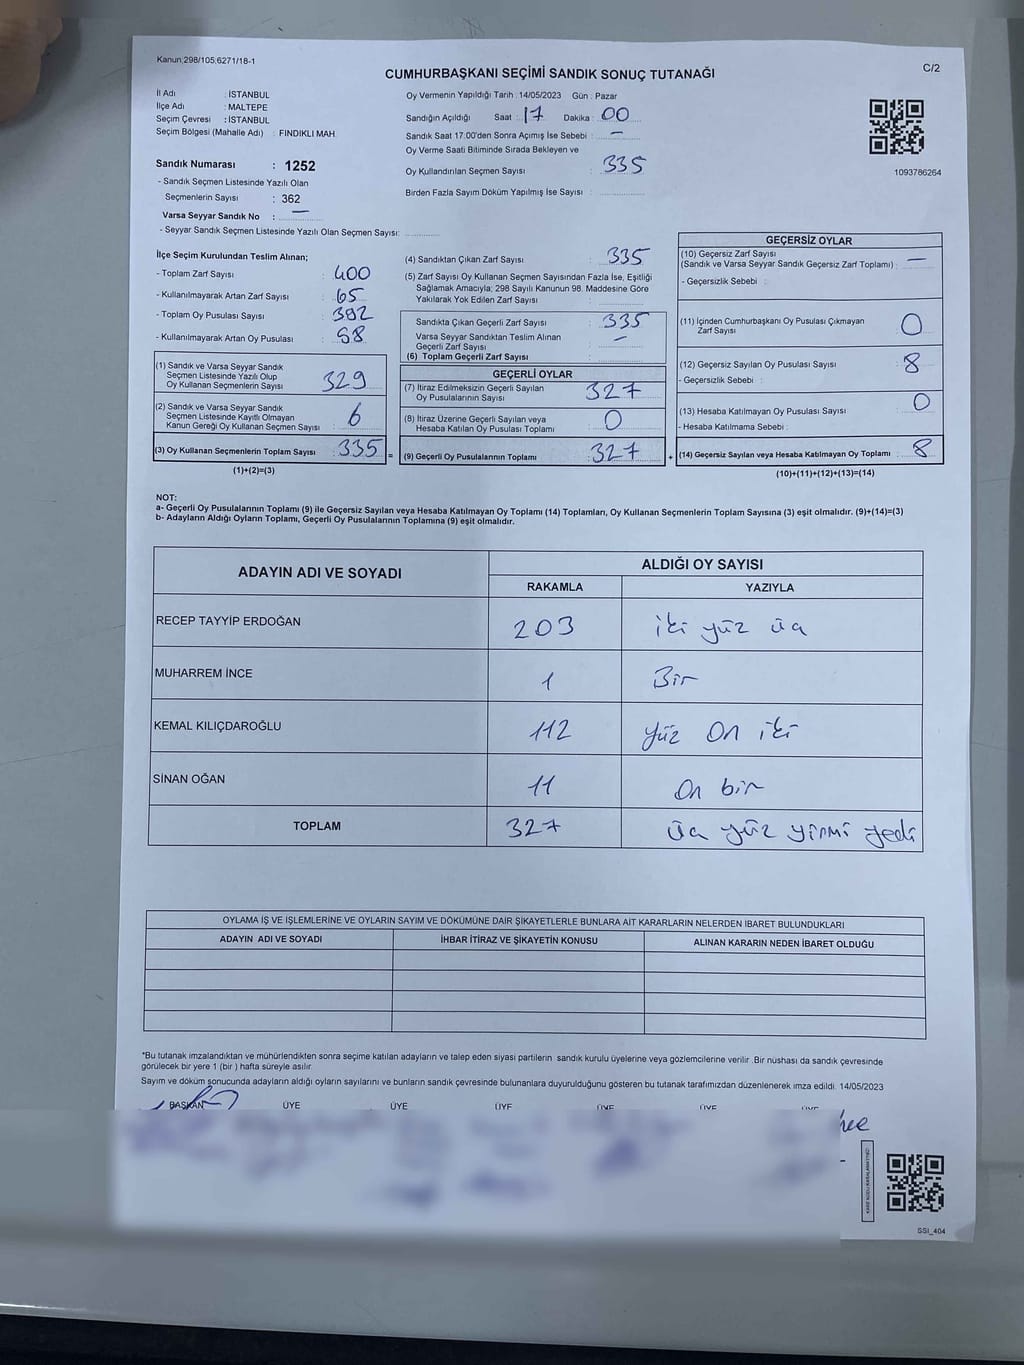 Kanun:298/105;6271/18-1
C/2
CUMHURBAŞKANI SEÇİMİ SANDIK SONUÇ TUTANAĞI
İl Adı : İSTANBUL
İlçe Adı : MALTEPE
Seçim Çevresi : İSTANBUL
Seçim Bölgesi (Mahalle Adı) : FINDIKLI MAH.
Sandık Numarası : 1252
- Sandık Seçmen Listesinde Yazılı Olan
Seçmenlerin Sayısı : 362
Varsa Seyyar Sandık No : —
- Seyyar Sandık Seçmen Listesinde Yazılı Olan Seçmen Sayısı:
Oy Vermenin Yapıldığı Tarih : 14/05/2023 Gün : Pazar
Sandığın Açıldığı Saat : 17 Dakika : 00
Sandık Saat 17:00'den Sonra Açımış İse Sebebi : —
Oy Verme Saati Bitiminde Sırada Bekleyen ve
Oy Kullandırılan Seçmen Sayısı : 335
Birden Fazla Sayım Döküm Yapılmış İse Sayısı :
1093786264
İlçe Seçim Kurulundan Teslim Alınan;
- Toplam Zarf Sayısı : 400
- Kullanılmayarak Artan Zarf Sayısı : 65
- Toplam Oy Pusulası Sayısı : 392
- Kullanılmayarak Artan Oy Pusulası : 58
(1) Sandık ve Varsa Seyyar Sandık
Seçmen Listesinde Yazılı Olup
Oy Kullanan Seçmenlerin Sayısı : 329
(2) Sandık ve Varsa Seyyar Sandık
Seçmen Listesinde Kayıtlı Olmayan
Kanun Gereği Oy Kullanan Seçmen Sayısı : 6
(3) Oy Kullanan Seçmenlerin Toplam Sayısı : 335
(1)+(2)=(3)
(4) Sandıktan Çıkan Zarf Sayısı : 335
(5) Zarf Sayısı Oy Kullanan Seçmen Sayısından Fazla İse, Eşitliği
Sağlamak Amacıyla; 298 Sayılı Kanunun 98. Maddesine Göre
Yakılarak Yok Edilen Zarf Sayısı :
Sandıkta Çıkan Geçerli Zarf Sayısı : 335
Varsa Seyyar Sandıktan Teslim Alınan
Geçerli Zarf Sayısı : —
(6) Toplam Geçerli Zarf Sayısı :
GEÇERLİ OYLAR
(7) İtiraz Edilmeksizin Geçerli Sayılan
Oy Pusulalarının Sayısı : 327
(8) İtiraz Üzerine Geçerli Sayılan veya
Hesaba Katılan Oy Pusulası Toplamı : 0
= (9) Geçerli Oy Pusulalarının Toplamı : 327
GEÇERSİZ OYLAR
(10) Geçersiz Zarf Sayısı
(Sandık ve Varsa Seyyar Sandık Geçersiz Zarf Toplamı) : —
- Geçersizlik Sebebi :
(11) İçinden Cumhurbaşkanı Oy Pusulası Çıkmayan
Zarf Sayısı : 0
(12) Geçersiz Sayılan Oy Pusulası Sayısı : 8
- Geçersizlik Sebebi :
(13) Hesaba Katılmayan Oy Pusulası Sayısı : 0
- Hesaba Katılmama Sebebi :
+ (14) Geçersiz Sayılan veya Hesaba Katılmayan Oy Toplamı : 8
(10)+(11)+(12)+(13)=(14)
NOT:
a- Geçerli Oy Pusulalarının Toplamı (9) ile Geçersiz Sayılan veya Hesaba Katılmayan Oy Toplamı (14) Toplamları, Oy Kullanan Seçmenlerin Toplam Sayısına (3) eşit olmalıdır. (9)+(14)=(3)
b- Adayların Aldığı Oyların Toplamı, Geçerli Oy Pusulalarının Toplamına (9) eşit olmalıdır.
ADAYIN ADI VE SOYADI ALDIĞI OY SAYISI
RAKAMLA YAZIYLA
RECEP TAYYİP ERDOĞAN 203 iki yüz üç
MUHARREM İNCE 1 Bir
KEMAL KILIÇDAROĞLU 112 yüz On iki
SİNAN OĞAN 11 On bir
TOPLAM 327 üç yüz yirmi yedi
OYLAMA İŞ VE İŞLEMLERİNE VE OYLARIN SAYIM VE DÖKÜMÜNE DAİR ŞİKAYETLERLE BUNLARA AİT KARARLARIN NELERDEN İBARET BULUNDUKLARI
ADAYIN ADI VE SOYADI İHBAR İTİRAZ VE ŞİKAYETİN KONUSU ALINAN KARARIN NEDEN İBARET OLDUĞU
*Bu tutanak imzalandıktan ve mühürlendikten sonra seçime katılan adayların ve talep eden siyasi partilerin sandık kurulu üyelerine veya gözlemcilerine verilir. Bir nüshası da sandık çevresinde
görülecek bir yere 1 (bir) hafta süreyle asılır.
Sayım ve döküm sonucunda adayların aldığı oyların sayılarını ve bunların sandık çevresinde bulunanlara duyurulduğunu gösteren bu tutanak tarafımızdan düzenlenerek imza edildi. 14/05/2023
BAŞKAN ÜYE ÜYE ÜYE ÜYE ÜYE ÜYE
SSI_404